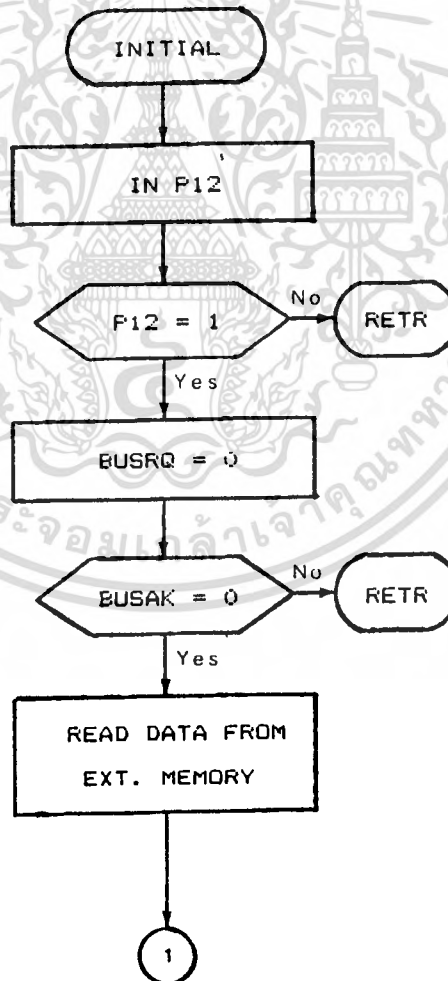 INITIAL
IN P12
P12 = 1
No
RETR
Yes
BUSRQ = 0
BUSAK = 0
No
RETR
Yes
READ DATA FROM
EXT. MEMORY
1